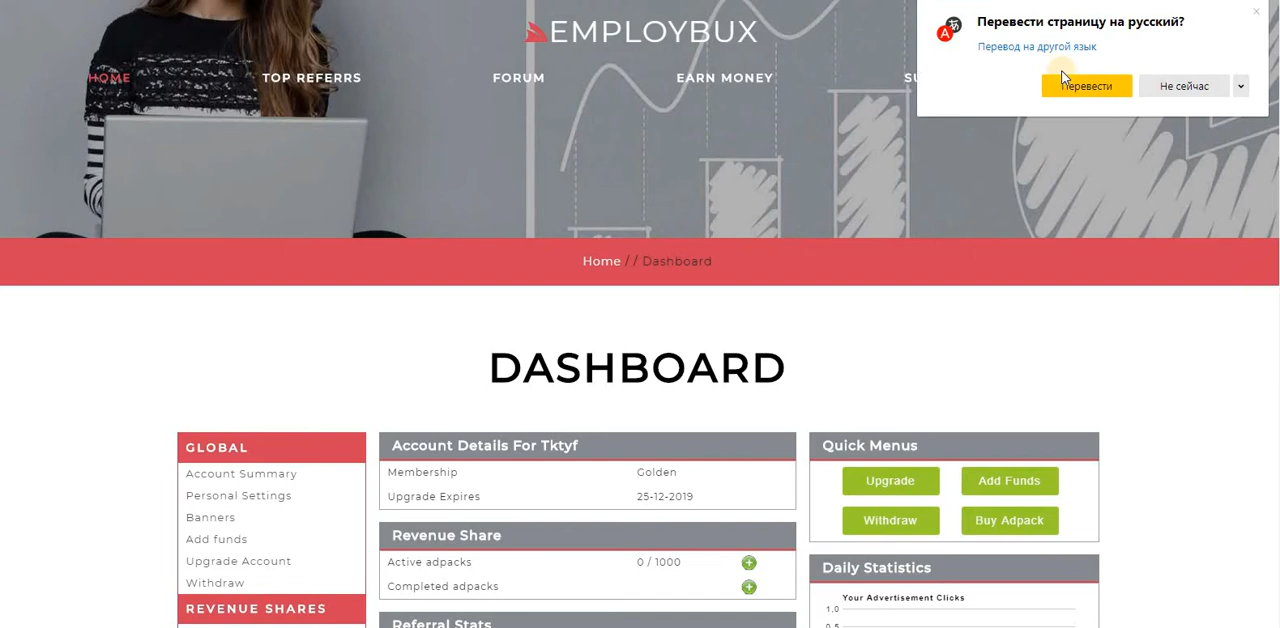 Перевести страницу на русский?
Перевод на другой язык
Перевести
Не сейчас
EMPLOYBUX
HOME
TOP REFERRS
FORUM
EARN MONEY
Home / / Dashboard
DASHBOARD
GLOBAL
Account Summary
Personal Settings
Banners
Add funds
Upgrade Account
Withdraw
REVENUE SHARES
Account Details For Tktyf
Membership Golden
Upgrade Expires 25-12-2019
Revenue Share
Active adpacks 0 / 1000
Completed adpacks
Referral Stats
Quick Menus
Upgrade Add Funds
Withdraw Buy Adpack
Daily Statistics
Your Advertisement Clicks
1,0